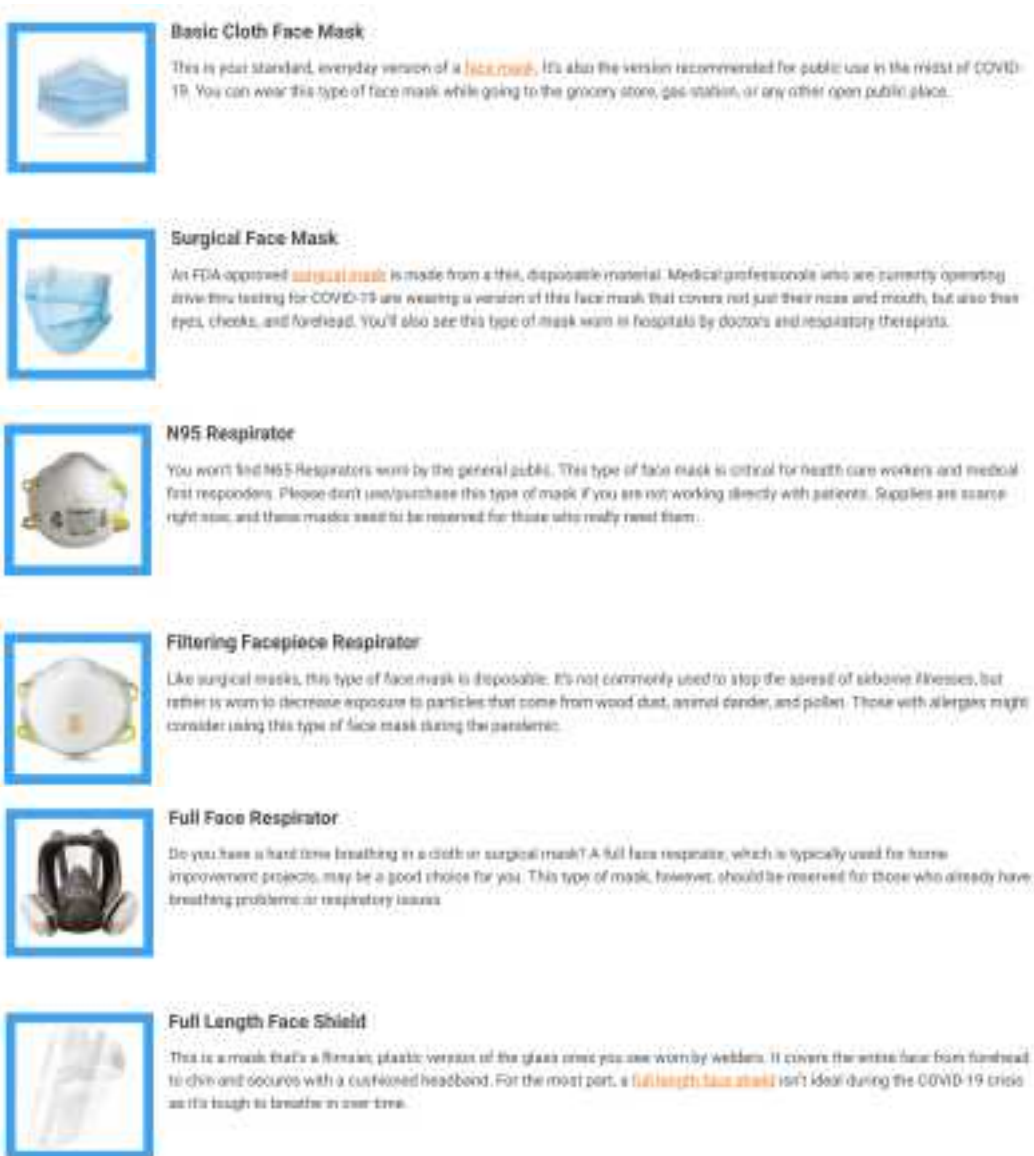 Basic Cloth Face Mask
This is your standard, everyday version of a face mask. It's also the version recommended for public use in the midst of COVID-
19. You can wear this type of face mask while going to the grocery store, gas station, or any other open public place.
Surgical Face Mask
An FDA-approved surgical mask is made from a thin, disposable material. Medical professionals who are currently operating
drive thru testing for COVID-19 are wearing a version of this face mask that covers not just their nose and mouth, but also their
eyes, cheeks, and forehead. You'll also see this type of mask worn in hospitals by doctors and respiratory therapists.
N95 Respirator
You won't find N65 Respirators worn by the general public. This type of face mask is critical for health care workers and medical
first responders. Please don't use/purchase this type of mask if you are not working directly with patients. Supplies are scarce
right now, and these masks need to be reserved for those who really need them.
Filtering Facepiece Respirator
Like surgical masks, this type of face mask is disposable. It's not commonly used to stop the spread of airborne illnesses, but
rather is worn to decrease exposure to particles that come from wood dust, animal dander, and pollen. Those with allergies might
consider using this type of face mask during the pandemic.
Full Face Respirator
Do you have a hard time breathing in a cloth or surgical mask? A full face respirator, which is typically used for home
improvement projects, may be a good choice for you. This type of mask, however, should be reserved for those who already have
breathing problems or respiratory issues.
Full Length Face Shield
This is a mask that's a flimsier, plastic version of the glass ones you see worn by welders. It covers the entire face from forehead
to chin and secures with a cushioned headband. For the most part, a full length face shield isn't ideal during the COVID-19 crisis
as it's tough to breathe in over time.